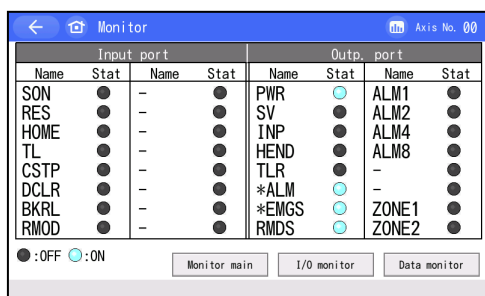 Monitor Axis No. 00
Input port Outp. port
Name Stat Name Stat Name Stat Name Stat
SON – PWR ALM1
RES – SV ALM2
HOME – INP ALM4
TL – HEND ALM8
CSTP – TLR –
DCLR – *ALM –
BKRL – *EMGS ZONE1
RMOD – RMDS ZONE2
:OFF :ON
Monitor main I/O monitor Data monitor